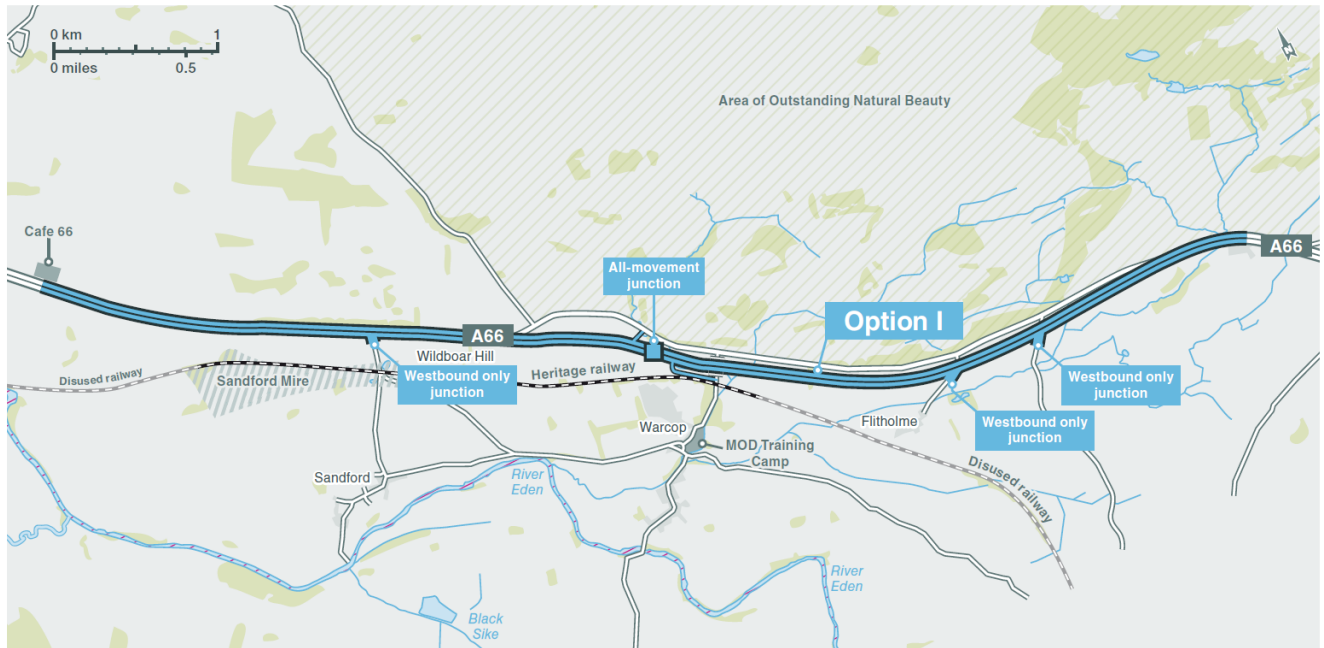 0 km 1
0 miles 0.5
Area of Outstanding Natural Beauty
Cafe 66
A66
All-movement
junction
Option I
A66
Wildboar Hill
Heritage railway
Disused railway
Sandford Mire
Westbound only
junction
Westbound only
junction
Westbound only
junction
Flitholme
Warcop
MOD Training
Camp
Disused railway
Sandford
River
Eden
River
Eden
Black
Sike